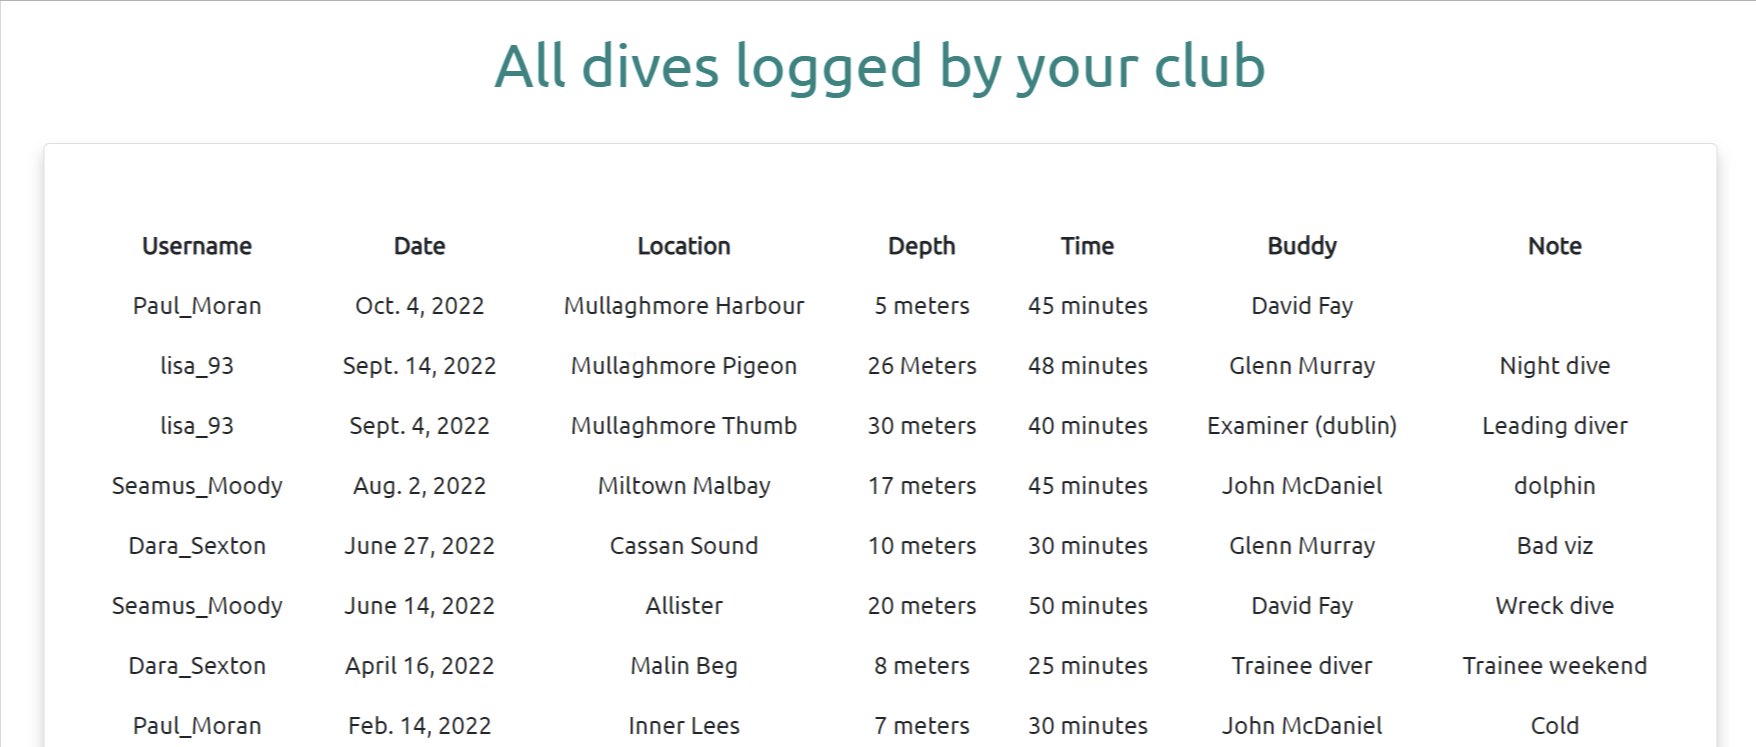 All dives logged by your club
Username Date Location Depth Time Buddy Note
Paul_Moran Oct. 4, 2022 Mullaghmore Harbour 5 meters 45 minutes David Fay
lisa_93 Sept. 14, 2022 Mullaghmore Pigeon 26 Meters 48 minutes Glenn Murray Night dive
lisa_93 Sept. 4, 2022 Mullaghmore Thumb 30 meters 40 minutes Examiner (dublin) Leading diver
Seamus_Moody Aug. 2, 2022 Miltown Malbay 17 meters 45 minutes John McDaniel dolphin
Dara_Sexton June 27, 2022 Cassan Sound 10 meters 30 minutes Glenn Murray Bad viz
Seamus_Moody June 14, 2022 Allister 20 meters 50 minutes David Fay Wreck dive
Dara_Sexton April 16, 2022 Malin Beg 8 meters 25 minutes Trainee diver Trainee weekend
Paul_Moran Feb. 14, 2022 Inner Lees 7 meters 30 minutes John McDaniel Cold